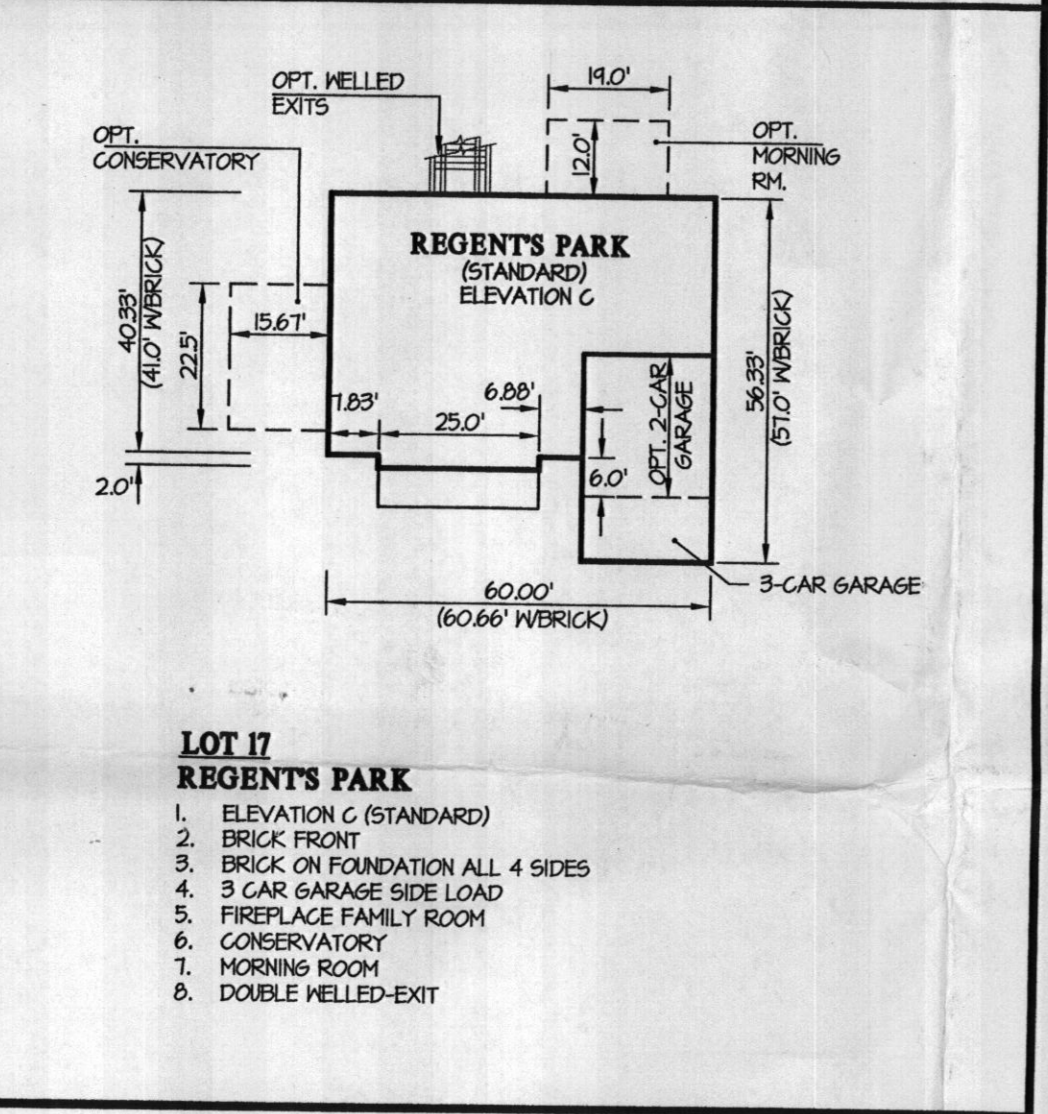 OPT. WELLED
EXITS
19.0'
OPT.
CONSERVATORY
12.0'
OPT.
MORNING
RM.
REGENT'S PARK
(STANDARD)
ELEVATION C
40.33'
(41.0' W/BRICK)
22.5'
15.67'
7.83'
25.0'
6.88'
6.0'
OPT. 2-CAR
GARAGE
56.33'
(57.0' W/BRICK)
2.0'
3-CAR GARAGE
60.00'
(60.66' W/BRICK)
LOT 17
REGENT'S PARK
1. ELEVATION C (STANDARD)
2. BRICK FRONT
3. BRICK ON FOUNDATION ALL 4 SIDES
4. 3 CAR GARAGE SIDE LOAD
5. FIREPLACE FAMILY ROOM
6. CONSERVATORY
7. MORNING ROOM
8. DOUBLE WELLED-EXIT